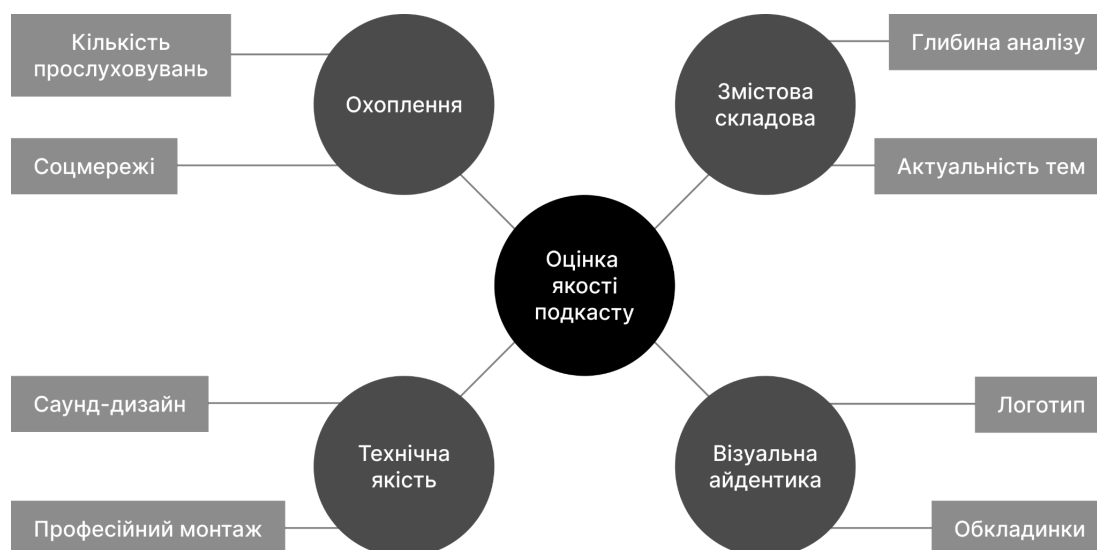 Кількість
прослуховувань
Охоплення
Соцмережі
Змістова
складова
Глибина аналізу
Актуальність тем
Оцінка
якості
подкасту
Саунд-дизайн
Технічна
якість
Професійний монтаж
Візуальна
айдентика
Логотип
Обкладинки